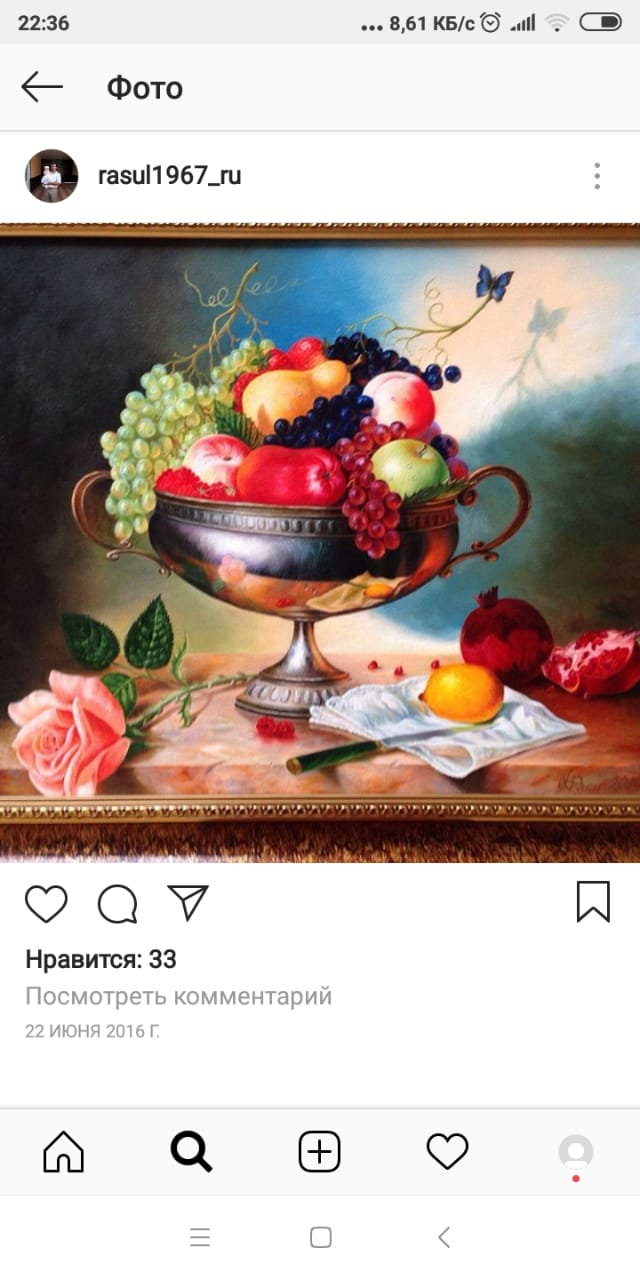 22:36
... 8,61 КБ/с
Фото
rasul1967_ru
Нравится: 33
Посмотреть комментарий
22 ИЮНЯ 2016 Г.